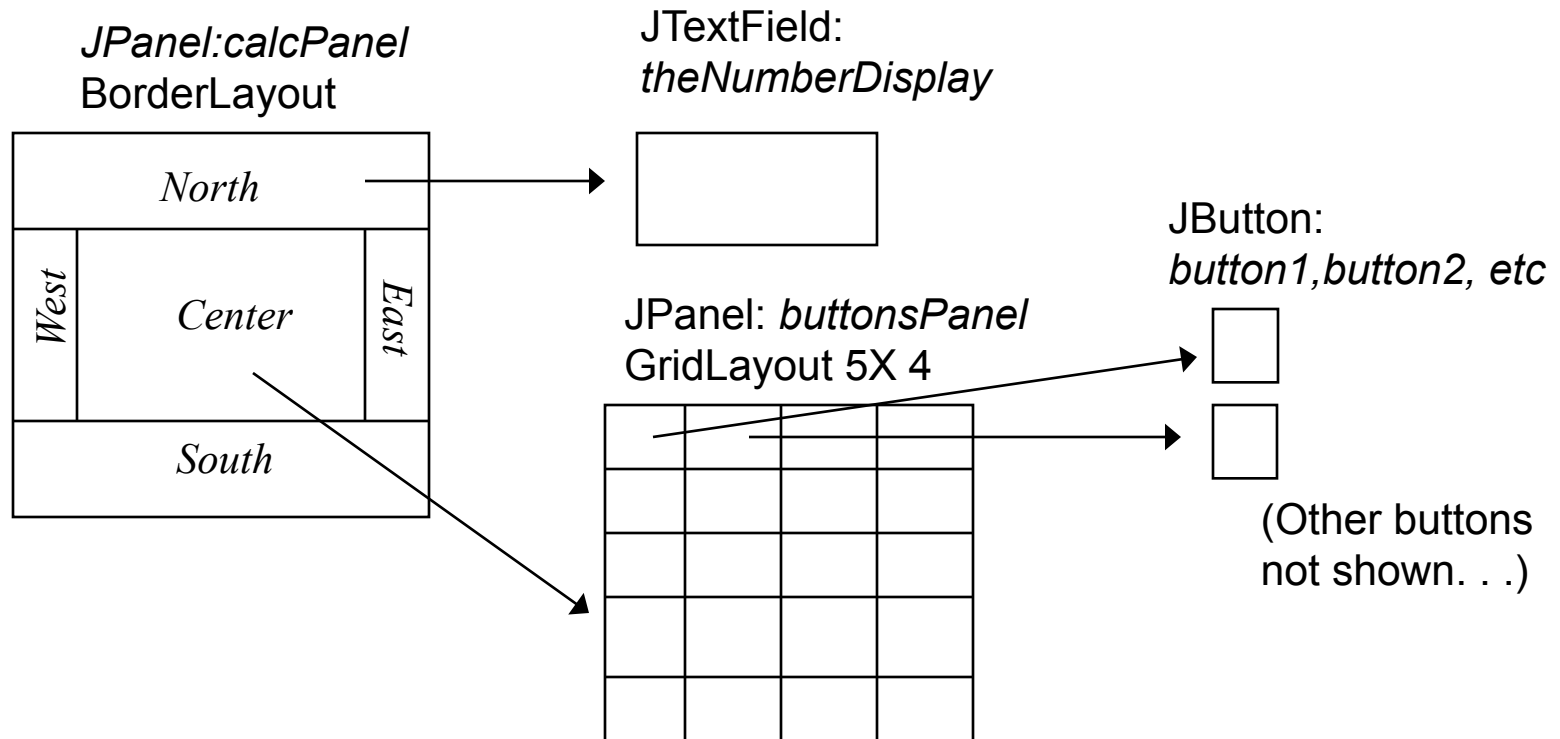 JPanel:calcPanel
BorderLayout
North
West
Center
East
South
JTextField:
theNumberDisplay
JPanel: buttonsPanel
GridLayout 5X 4
JButton:
button1,button2, etc
(Other buttons
not shown. . .)